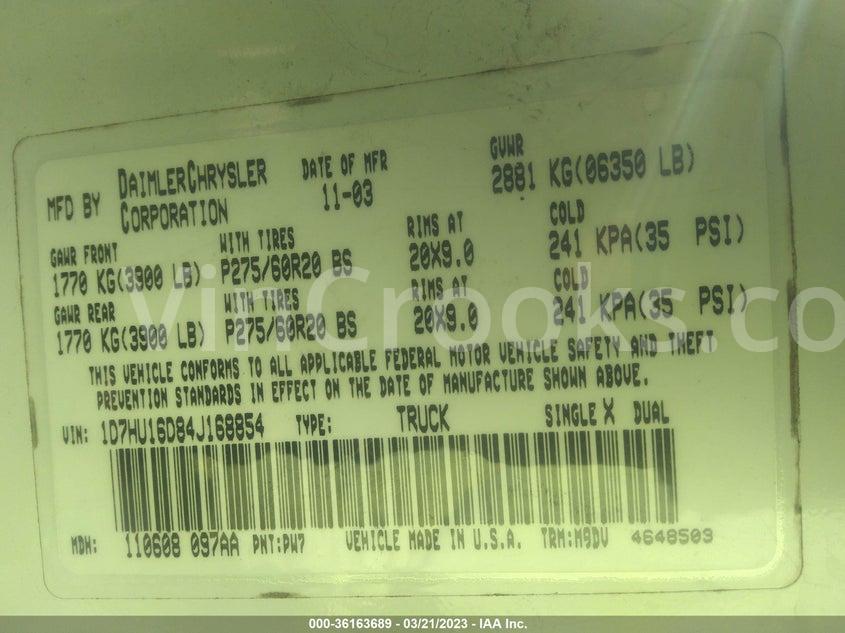 MFD BY DAIMLERCHRYSLER CORPORATION
DATE OF MFR 11-03
GVWR 2881 KG(06350 LB)
GAWR FRONT WITH TIRES RIMS AT COLD
1770 KG(3900 LB) P275/60R20 BS 20X9.0 241 KPA(35 PSI)
GAWR REAR WITH TIRES RIMS AT COLD
1770 KG(3900 LB) P275/60R20 BS 20X9.0 241 KPA(35 PSI)
THIS VEHICLE CONFORMS TO ALL APPLICABLE FEDERAL MOTOR VEHICLE SAFETY AND THEFT
PREVENTION STANDARDS IN EFFECT ON THE DATE OF MANUFACTURE SHOWN ABOVE.
VIN: 1D7HU16D84J168854 TYPE: TRUCK SINGLE X DUAL
MDH: 110608 097AA PNT:PW7 VEHICLE MADE IN U.S.A. TRM:M9DV 4648503
VinCrooks.co
000-36163689 - 03/21/2023 - IAA Inc.